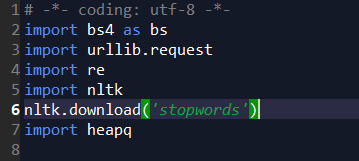 1 # -*- coding: utf-8 -*-
2 import bs4 as bs
3 import urllib.request
4 import re
5 import nltk
6 nltk.download('stopwords')
7 import heapq
8